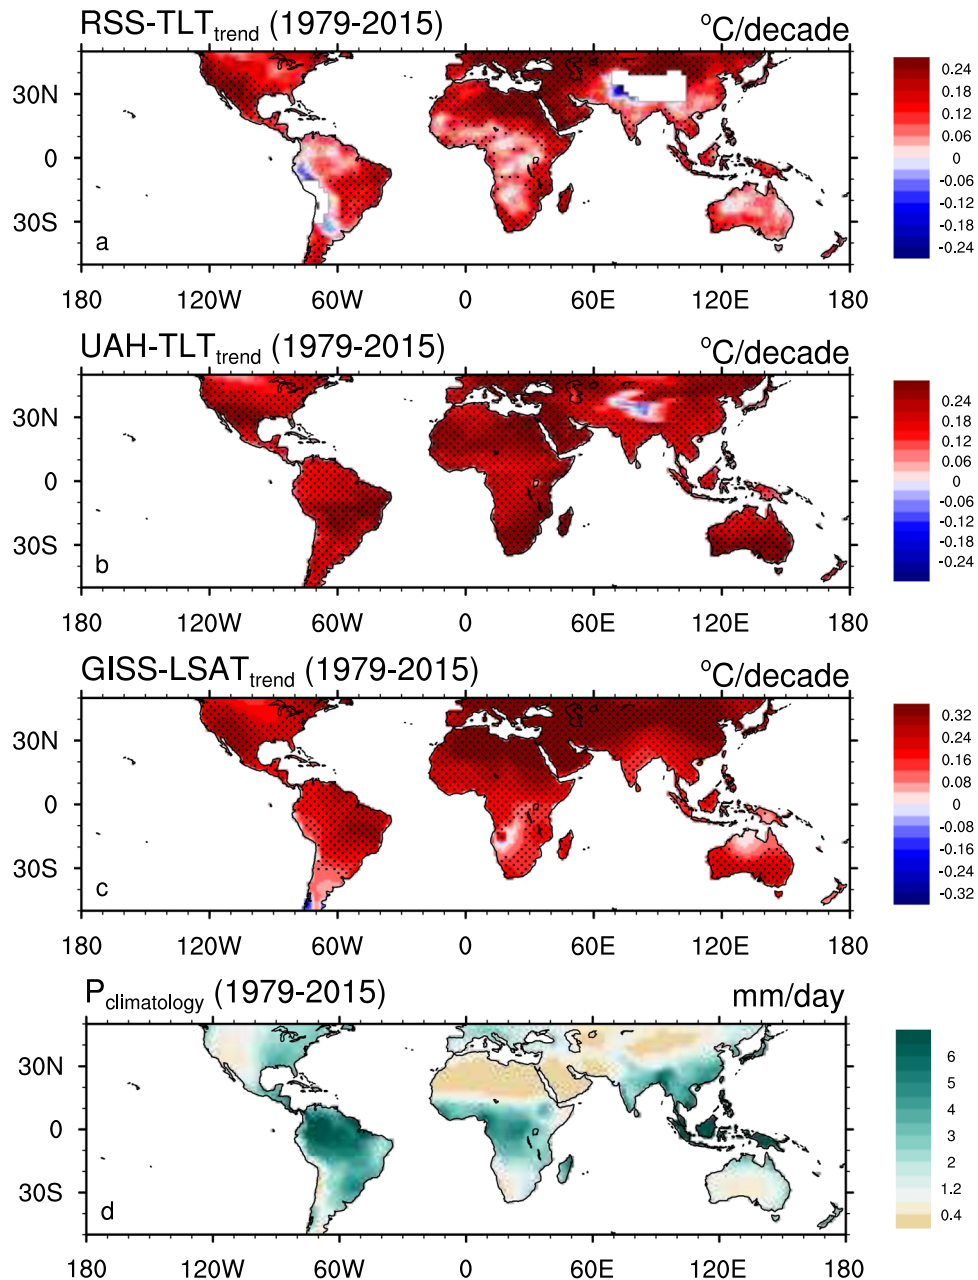 RSS-TLTtrend (1979-2015) °C/decade
0.24
0.18
0.12
0.06
0
-0.06
-0.12
-0.18
-0.24
30N
0
30S
a
180 120W 60W 0 60E 120E 180
UAH-TLTtrend (1979-2015) °C/decade
0.24
0.18
0.12
0.06
0
-0.06
-0.12
-0.18
-0.24
30N
0
30S
b
180 120W 60W 0 60E 120E 180
GISS-LSATtrend (1979-2015) °C/decade
0.32
0.24
0.16
0.08
0
-0.08
-0.16
-0.24
-0.32
30N
0
30S
c
180 120W 60W 0 60E 120E 180
Pclimatology (1979-2015) mm/day
6
5
4
3
2
1.2
0.4
30N
0
30S
d
180 120W 60W 0 60E 120E 180